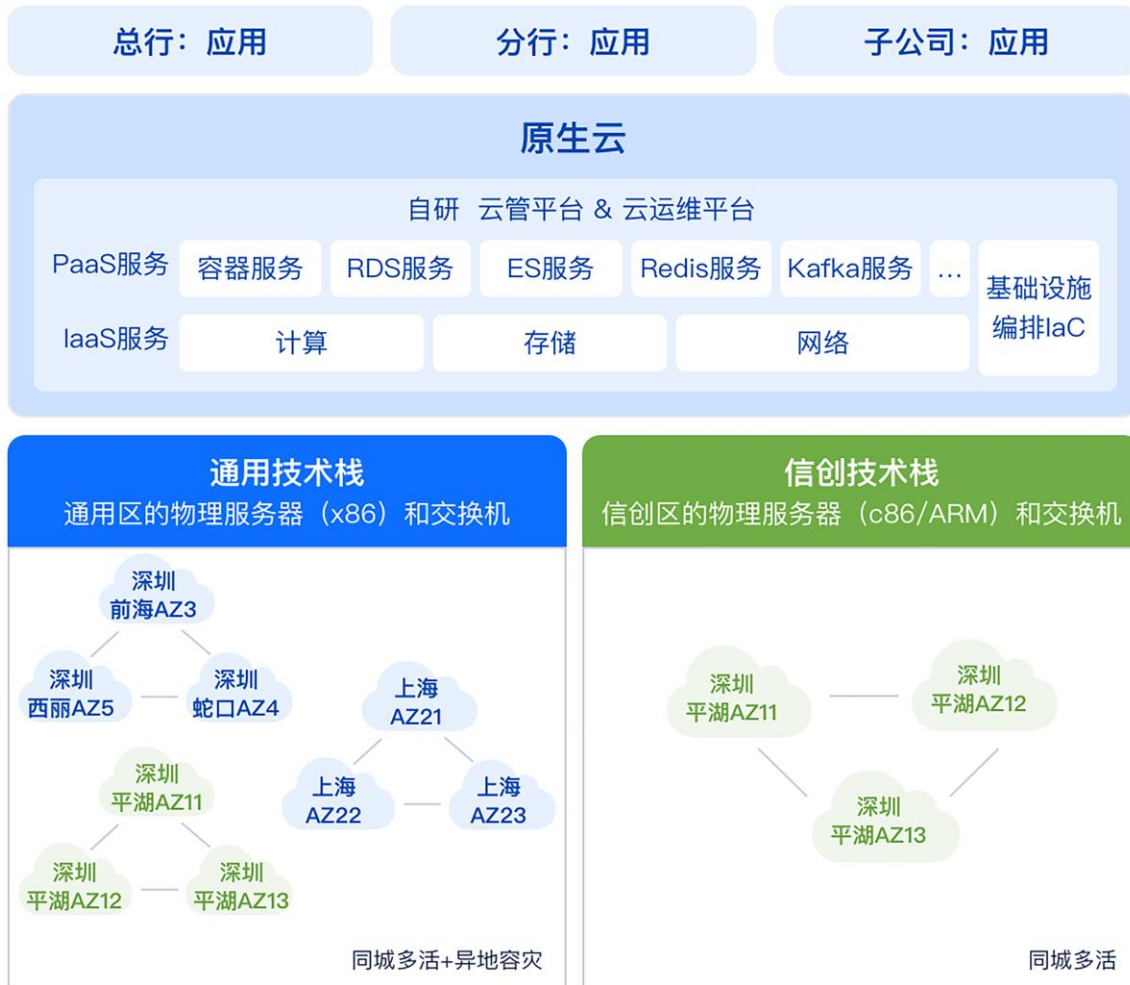 总行：应用
分行：应用
子公司：应用
原生云
自研 云管平台 & 云运维平台
PaaS服务
容器服务
RDS服务
ES服务
Redis服务
Kafka服务
...
基础设施
编排IaC
IaaS服务
计算
存储
网络
通用技术栈
通用区的物理服务器（x86）和交换机
深圳
前海AZ3
深圳
西丽AZ5
深圳
蛇口AZ4
上海
AZ21
上海
AZ22
上海
AZ23
深圳
平湖AZ11
深圳
平湖AZ12
深圳
平湖AZ13
同城多活+异地容灾
信创技术栈
信创区的物理服务器（c86/ARM）和交换机
深圳
平湖AZ11
深圳
平湖AZ12
深圳
平湖AZ13
同城多活